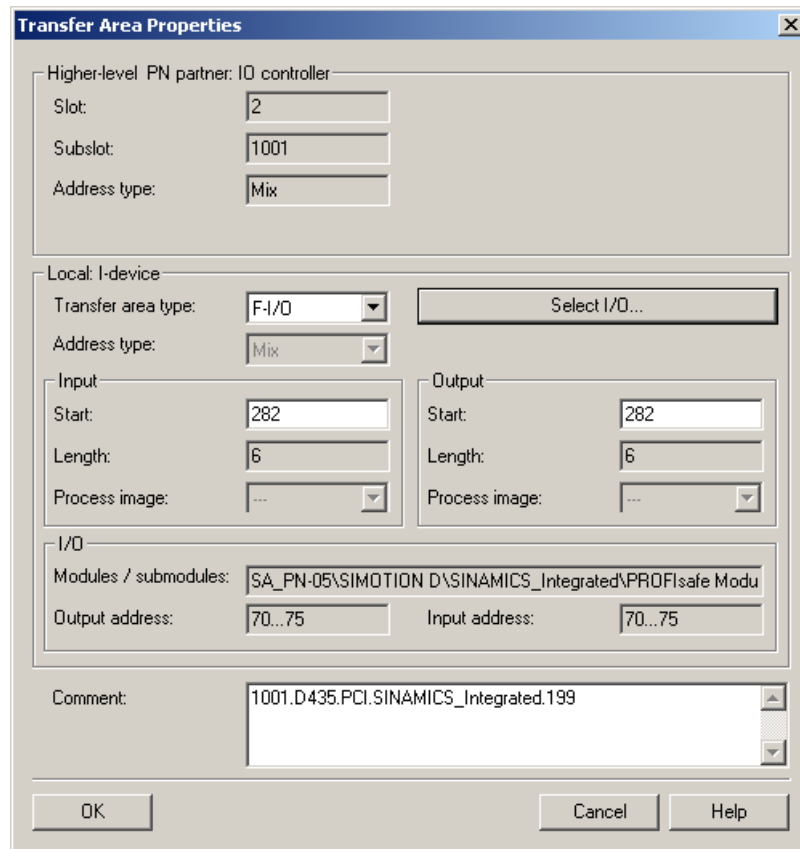 Transfer Area Properties
Higher-level PN partner: IO controller
Slot: 2
Subslot: 1001
Address type: Mix
Local: I-device
Transfer area type: F-I/O Select I/O...
Address type: Mix
Input Output
Start: 282 Start: 282
Length: 6 Length: 6
Process image: --- Process image: ---
I/O
Modules / submodules: SA_PN-05\SIMOTION D\SINAMICS_Integrated\PROFIsafe Modu
Output address: 70...75 Input address: 70...75
Comment: 1001.D435.PCI.SINAMICS_Integrated.199
OK Cancel Help